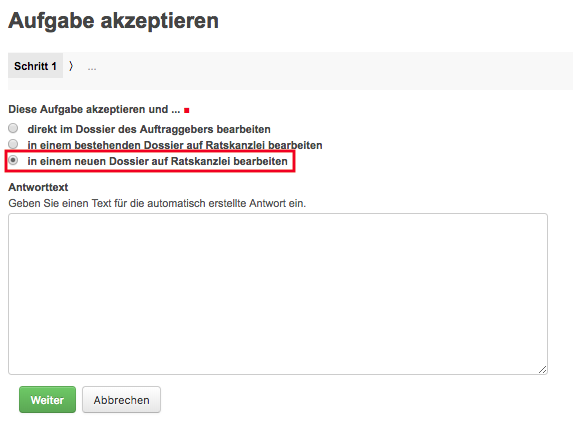 Aufgabe akzeptieren
Schritt 1 〉 ...
Diese Aufgabe akzeptieren und ...
direkt im Dossier des Auftraggebers bearbeiten
in einem bestehenden Dossier auf Ratskanzlei bearbeiten
in einem neuen Dossier auf Ratskanzlei bearbeiten
Antworttext
Geben Sie einen Text für die automatisch erstellte Antwort ein.
Weiter Abbrechen